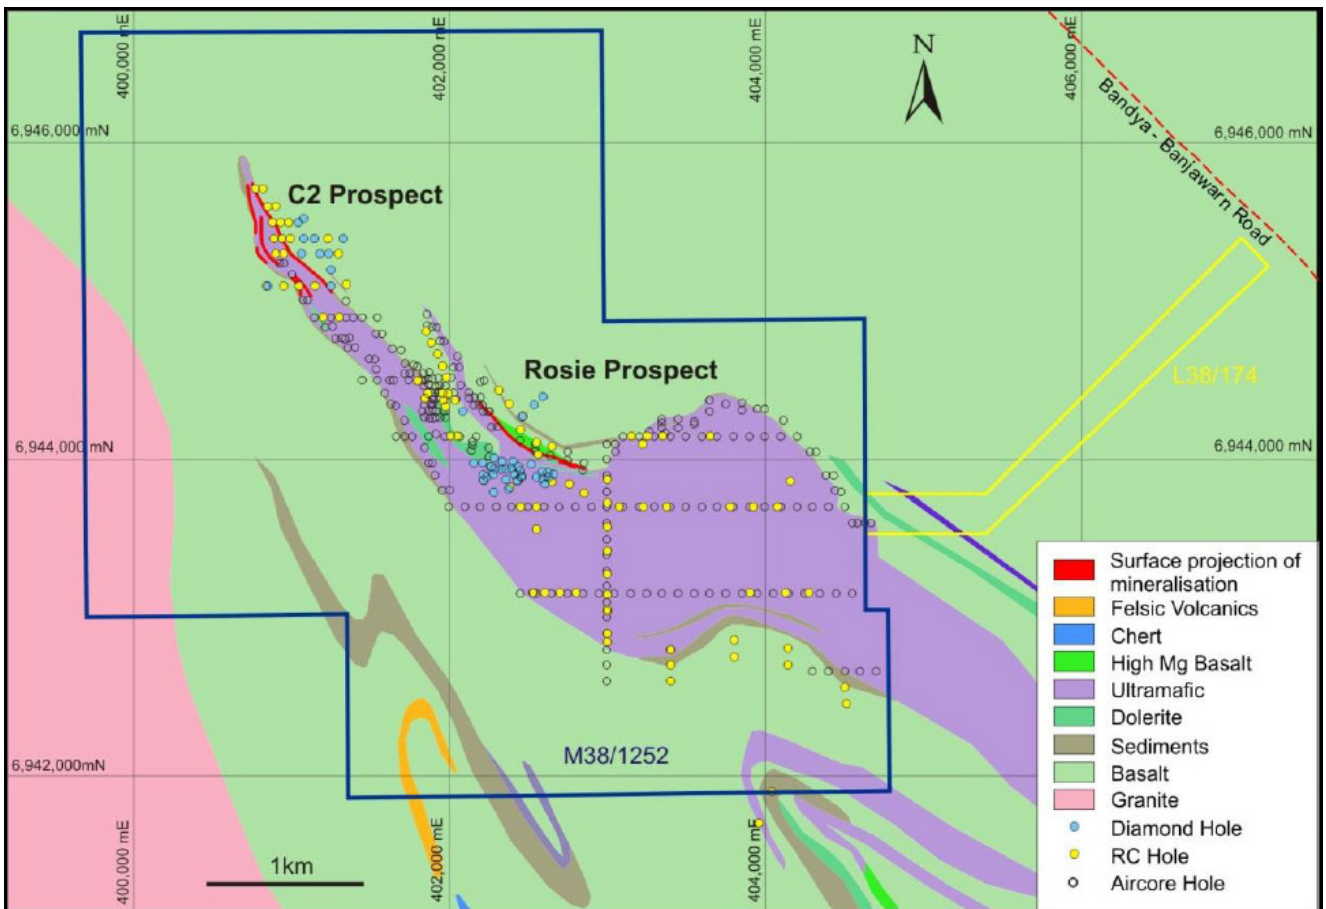 400,000 mE
402,000 mE
404,000 mE
406,000 mE
N
Bandya - Banjawarn Road
6,946,000 mN
6,946,000 mN
C2 Prospect
Rosie Prospect
L38/174
6,944,000 mN
6,944,000 mN
Surface projection of
mineralisation
Felsic Volcanics
Chert
High Mg Basalt
Ultramafic
Dolerite
Sediments
Basalt
Granite
Diamond Hole
RC Hole
Aircore Hole
M38/1252
6,942,000mN
1km
400,000 mE
402,000 mE
404,000 mE